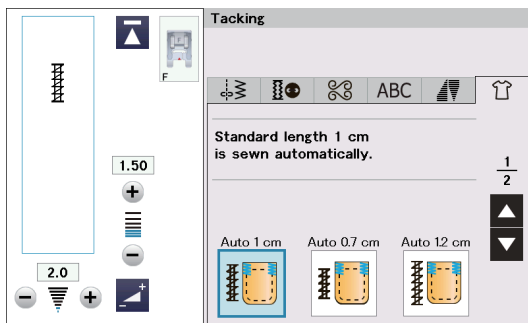 Tacking
F
ABC
Standard length 1 cm
is sewn automatically.
1.50
1
2
2.0
Auto 1 cm Auto 0.7 cm Auto 1.2 cm